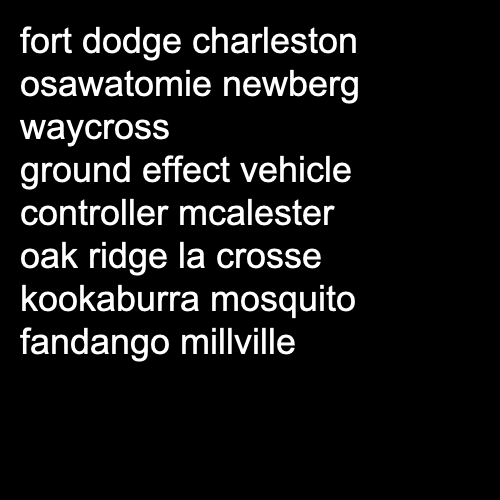 fort dodge charleston
osawatomie newberg
waycross
ground effect vehicle
controller mcalester
oak ridge la crosse
kookaburra mosquito
fandango millville